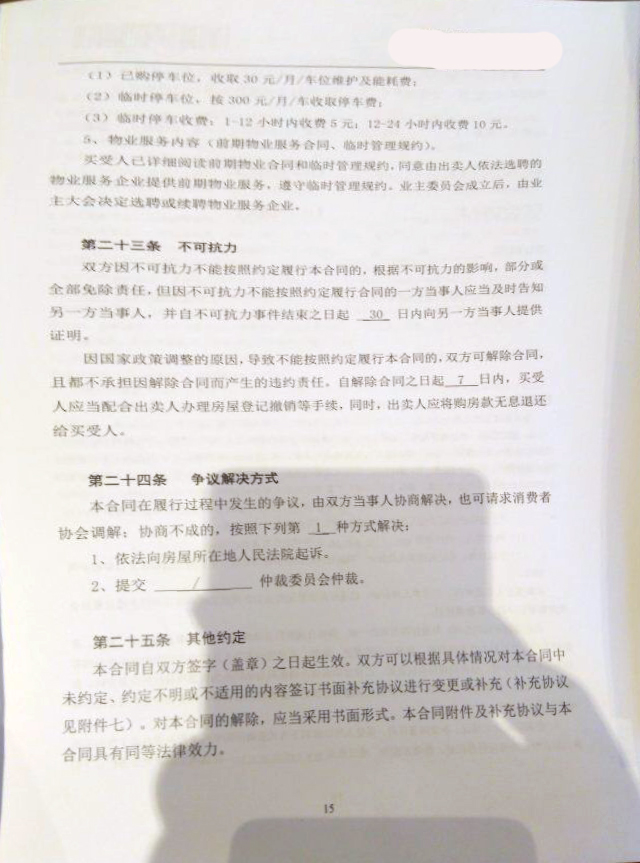 （1）已购停车位，收取 30 元/月/车位维护及能耗费；
（2）临时停车位，按 300 元/月/车收取停车费；
（3）临时停车收费：1-12 小时内收费 5 元；12-24 小时内收费 10 元。
5、物业服务内容（前期物业服务合同、临时管理规约）。
买受人已详细阅读前期物业合同和临时管理规约，同意由出卖人依法选聘的
物业服务企业提供前期物业服务，遵守临时管理规约。业主委员会成立后，由业
主大会决定选聘或续聘物业服务企业。
第二十三条 不可抗力
双方因不可抗力不能按照约定履行本合同的，根据不可抗力的影响，部分或
全部免除责任，但因不可抗力不能按照约定履行合同的一方当事人应当及时告知
另一方当事人，并自不可抗力事件结束之日起 30 日内向另一方当事人提供
证明。
因国家政策调整的原因，导致不能按照约定履行本合同的，双方可解除合同，
且都不承担因解除合同而产生的违约责任。自解除合同之日起 7 日内，买受
人应当配合出卖人办理房屋登记撤销等手续，同时，出卖人应将购房款无息退还
给买受人。
第二十四条 争议解决方式
本合同在履行过程中发生的争议，由双方当事人协商解决，也可请求消费者
协会调解；协商不成的，按照下列第 1 种方式解决：
1、依法向房屋所在地人民法院起诉。
2、提交 ____/______ 仲裁委员会仲裁。
第二十五条 其他约定
本合同自双方签字（盖章）之日起生效。双方可以根据具体情况对本合同中
未约定、约定不明或不适用的内容签订书面补充协议进行变更或补充（补充协议
见附件七）。对本合同的解除，应当采用书面形式。本合同附件及补充协议与本
合同具有同等法律效力。
15